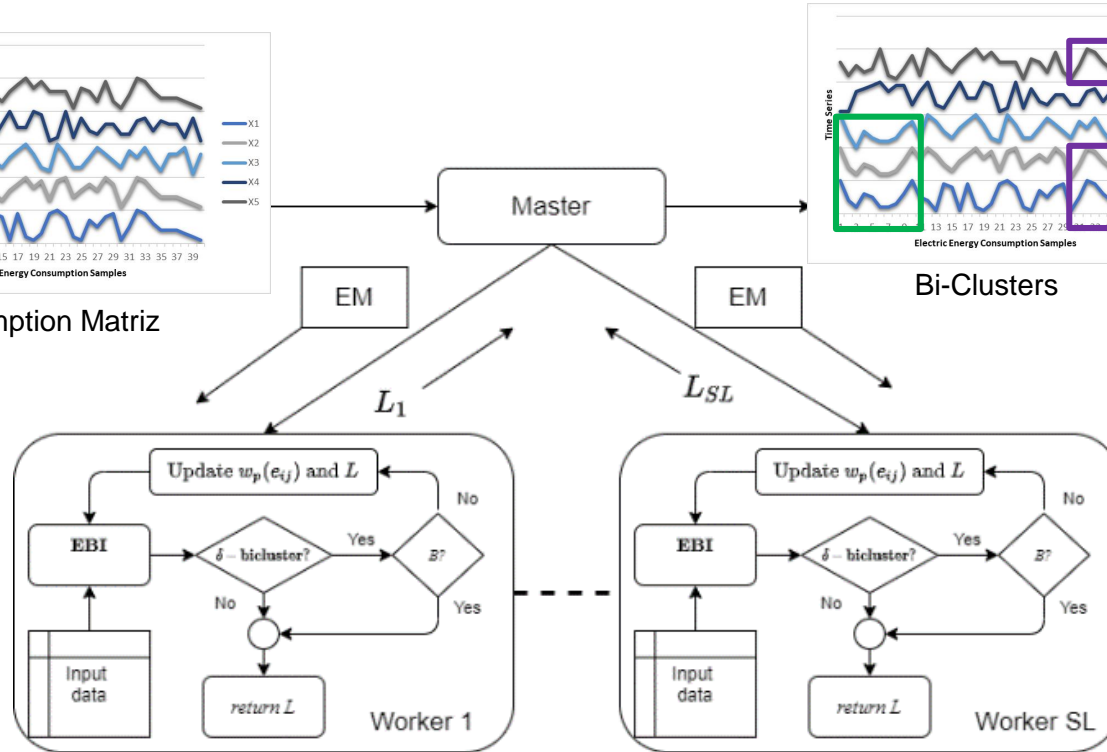 X1
X2
X3
X4
X5
15 17 19 21 23 25 27 29 31 33 35 37 39
Energy Consumption Samples
mption Matriz
Master
Time Series
13 15 17 19 21 23 25 27 29
Electric Energy Consumption Samples
Bi-Clusters
EM
EM
L₁
L_SL
Update wₚ(eᵢⱼ) and L
No
EBI
δ – bicluster?
Yes
B?
No
Yes
Input
data
return L
Worker 1
Update wₚ(eᵢⱼ) and L
No
EBI
δ – bicluster?
Yes
B?
No
Yes
Input
data
return L
Worker SL